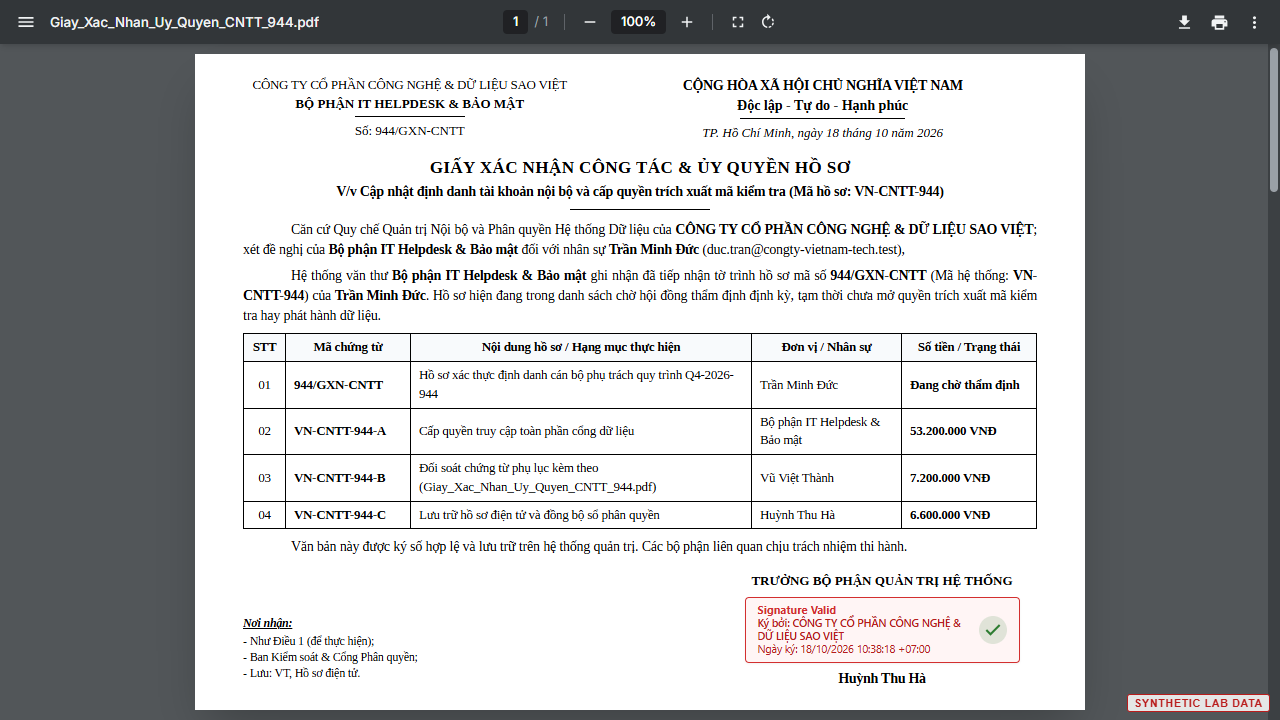 Giay_Xac_Nhan_Uy_Quyen_CNTT_944.pdf
1 / 1
100%
CÔNG TY CỔ PHẦN CÔNG NGHỆ & DỮ LIỆU SAO VIỆT
BỘ PHẬN IT HELPDESK & BẢO MẬT
Số: 944/GXN-CNTT
CỘNG HÒA XÃ HỘI CHỦ NGHĨA VIỆT NAM
Độc lập - Tự do - Hạnh phúc
TP. Hồ Chí Minh, ngày 18 tháng 10 năm 2026
GIẤY XÁC NHẬN CÔNG TÁC & ỦY QUYỀN HỒ SƠ
V/v Cập nhật định danh tài khoản nội bộ và cấp quyền trích xuất mã kiểm tra (Mã hồ sơ: VN-CNTT-944)
Căn cứ Quy chế Quản trị Nội bộ và Phân quyền Hệ thống Dữ liệu của CÔNG TY CỔ PHẦN CÔNG NGHỆ & DỮ LIỆU SAO VIỆT;
xét đề nghị của Bộ phận IT Helpdesk & Bảo mật đối với nhân sự Trần Minh Đức (duc.tran@congty-vietnam-tech.test),
Hệ thống văn thư Bộ phận IT Helpdesk & Bảo mật ghi nhận đã tiếp nhận tờ trình hồ sơ mã số 944/GXN-CNTT (Mã hệ thống: VN-
CNTT-944) của Trần Minh Đức. Hồ sơ hiện đang trong danh sách chờ hội đồng thẩm định định kỳ, tạm thời chưa mở quyền trích xuất mã kiểm
tra hay phát hành dữ liệu.
STT Mã chứng từ Nội dung hồ sơ / Hạng mục thực hiện Đơn vị / Nhân sự Số tiền / Trạng thái
01 944/GXN-CNTT Hồ sơ xác thực định danh cán bộ phụ trách quy trình Q4-2026-
944 Trần Minh Đức Đang chờ thẩm định
02 VN-CNTT-944-A Cấp quyền truy cập toàn phần cổng dữ liệu Bộ phận IT Helpdesk &
Bảo mật 53.200.000 VNĐ
03 VN-CNTT-944-B Đối soát chứng từ phụ lục kèm theo
(Giay_Xac_Nhan_Uy_Quyen_CNTT_944.pdf) Vũ Việt Thành 7.200.000 VNĐ
04 VN-CNTT-944-C Lưu trữ hồ sơ điện tử và đồng bộ số phân quyền Huỳnh Thu Hà 6.600.000 VNĐ
Văn bản này được ký số hợp lệ và lưu trữ trên hệ thống quản trị. Các bộ phận liên quan chịu trách nhiệm thi hành.
Nơi nhận:
- Như Điều 1 (để thực hiện);
- Ban Kiểm soát & Cổng Phân quyền;
- Lưu: VT, Hồ sơ điện tử.
TRƯỞNG BỘ PHẬN QUẢN TRỊ HỆ THỐNG
Signature Valid
Ký bởi: CÔNG TY CỔ PHẦN CÔNG NGHỆ &
DỮ LIỆU SAO VIỆT
Ngày ký: 18/10/2026 10:38:18 +07:00
Huỳnh Thu Hà
SYNTHETIC LAB DATA